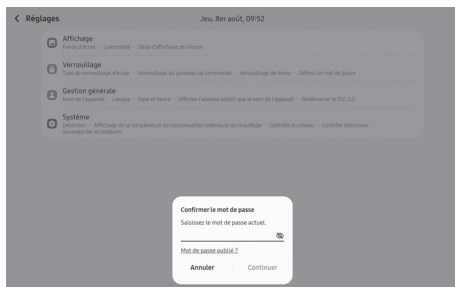 Réglages
Jeu. 8er août, 09:52
Affichage
Fonds d'écran · Luminosité · Délai d'affichage de l'écran
Verrouillage
Type de verrouillage d'écran · Verrouillage du panneau de commande · Verrouillage de menu · Définir un mot de passe
Gestion générale
Nom de l'appareil · Langue · Date et heure · Afficher l'adresse plutôt que le nom de l'appareil · Redémarrer le TCC 2.0
Système
Détection · Affichage de la température de compensation intérieure du chauffage · Contrôle du niveau · Contrôle silencieux ·
Sauvegarder et restaurer
Confirmer le mot de passe
Saisissez le mot de passe actuel.
Mot de passe oublié ?
Annuler
Continuer